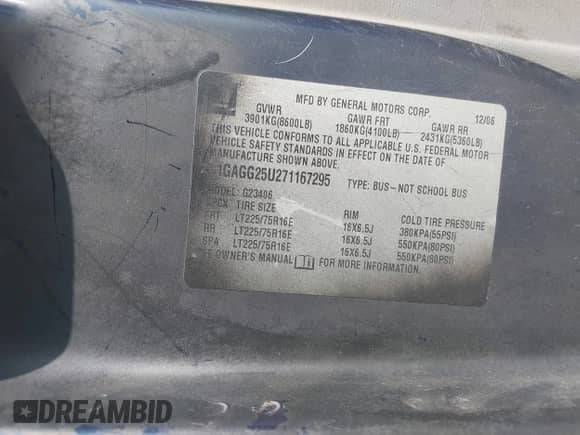 MFD BY GENERAL MOTORS CORP. 12/06
GVWR GAWR FRT GAWR RR
3901KG(8600LB) 1860KG(4100LB) 2431KG(5360LB)
THIS VEHICLE CONFORMS TO ALL APPLICABLE U.S. FEDERAL MOTOR
VEHICLE SAFETY STANDARDS IN EFFECT ON THE DATE OF
MANUFACTURE SHOWN ABOVE.
1GAGG25U271167295 TYPE: BUS-NOT SCHOOL BUS
MODEL: G23406
TIRE SIZE RIM COLD TIRE PRESSURE
FRT LT225/75R16E 16X6.5J 380KPA(55PSI)
RR LT225/75R16E 16X6.5J 550KPA(80PSI)
SPA LT225/75R16E 16X6.5J 550KPA(80PSI)
OWNER'S MANUAL FOR MORE INFORMATION.
DREAMBID